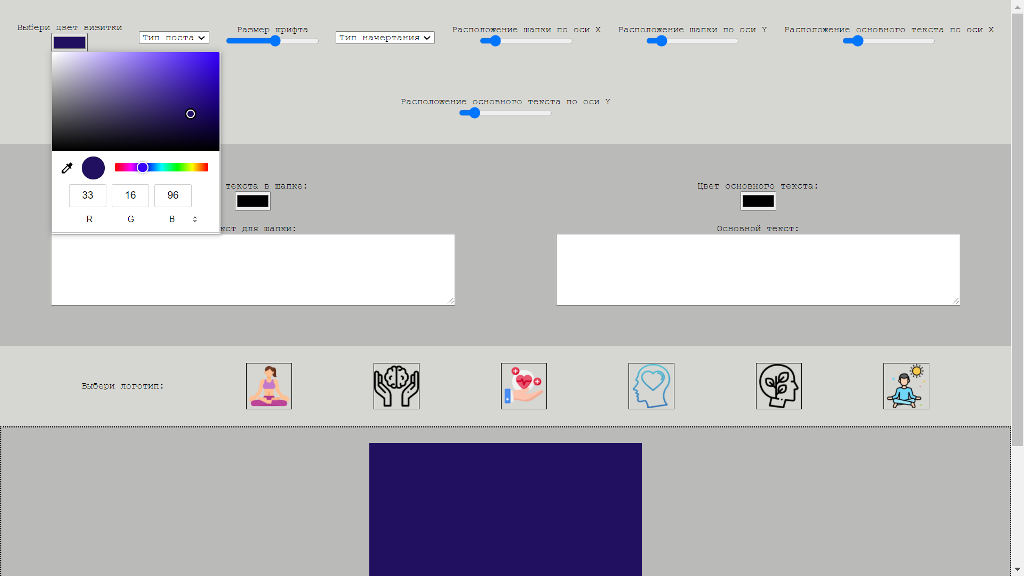 Выбери цвет визитки
Тип поста
Размер шрифта
Тип начертания
Расположение шапки по оси X
Расположение шапки по оси Y
Расположение основного текста по оси X
Расположение основного текста по оси Y
33
16
96
R
G
B
текста в шапка:
Цвет основного текста:
кст для шапки:
Основной текст:
Выбери логотип: